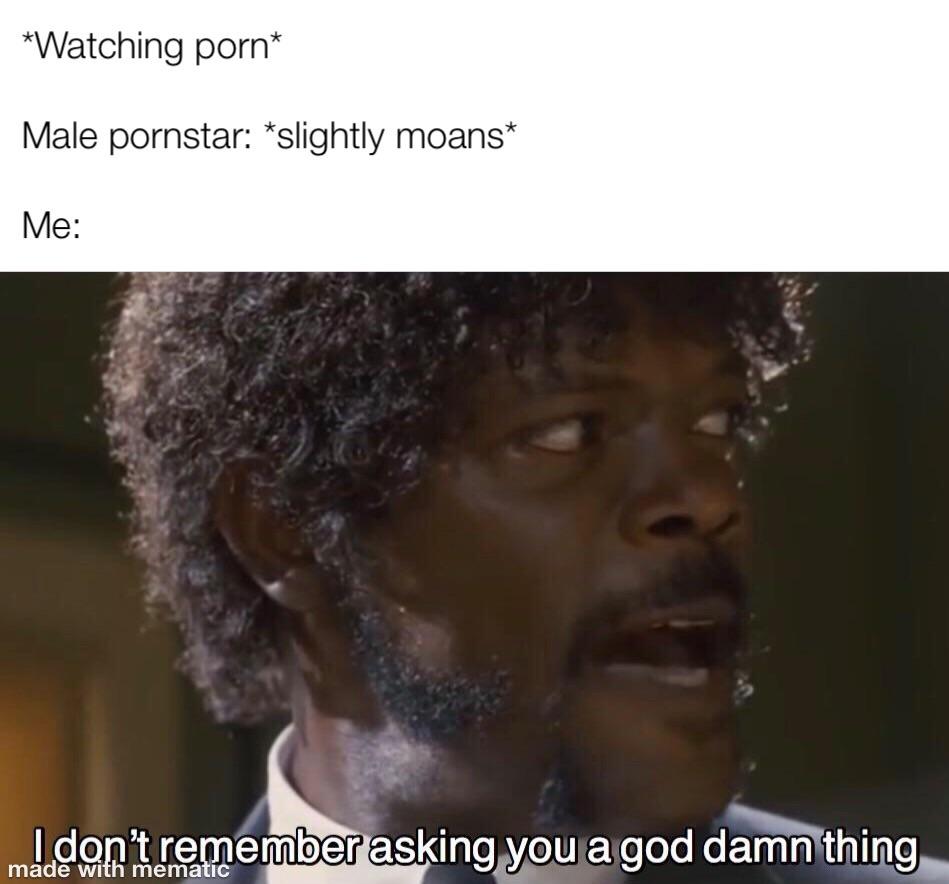 *Watching porn*
Male pornstar: *slightly moans*
Me:
I don't remember asking you a god damn thing
made with mematic